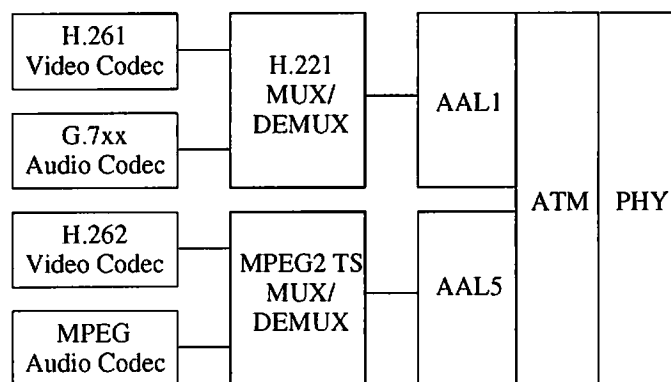 H.261
Video Codec
G.7xx
Audio Codec
H.221
MUX/
DEMUX
AAL1
H.262
Video Codec
MPEG
Audio Codec
MPEG2 TS
MUX/
DEMUX
AAL5
ATM
PHY